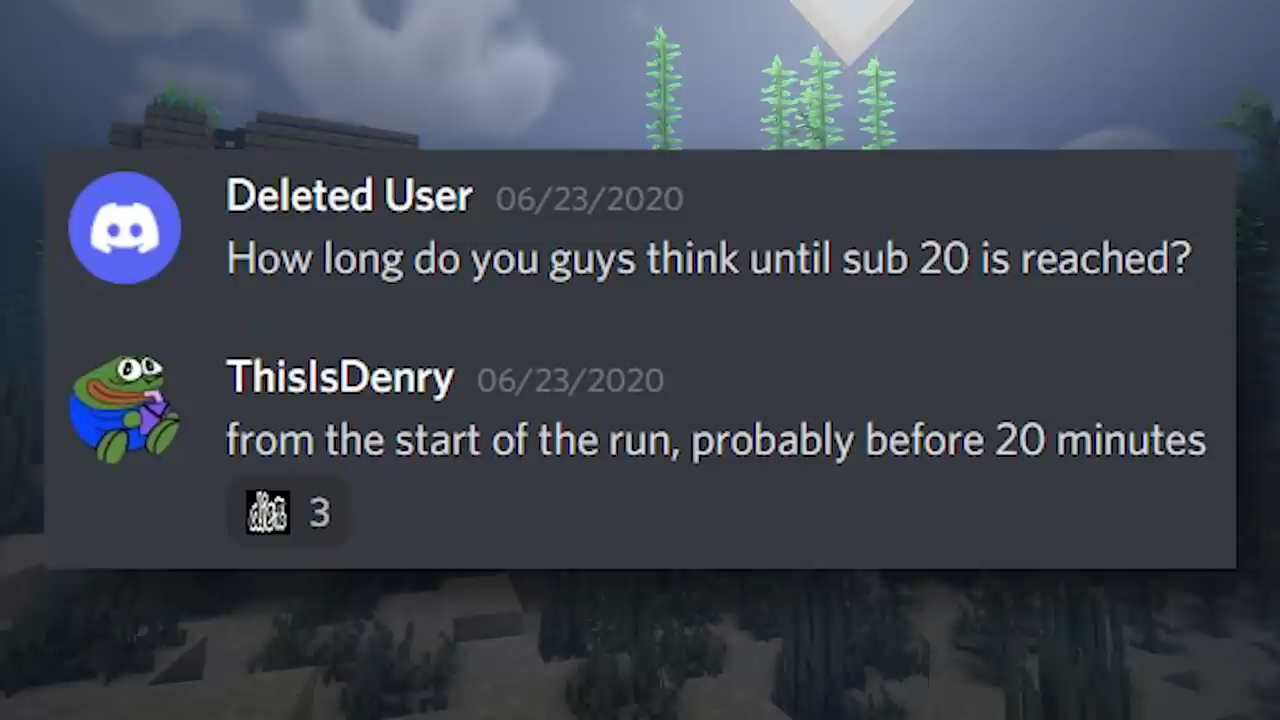 Deleted User 06/23/2020
How long do you guys think until sub 20 is reached?
ThisIsDenry 06/23/2020
from the start of the run, probably before 20 minutes
3